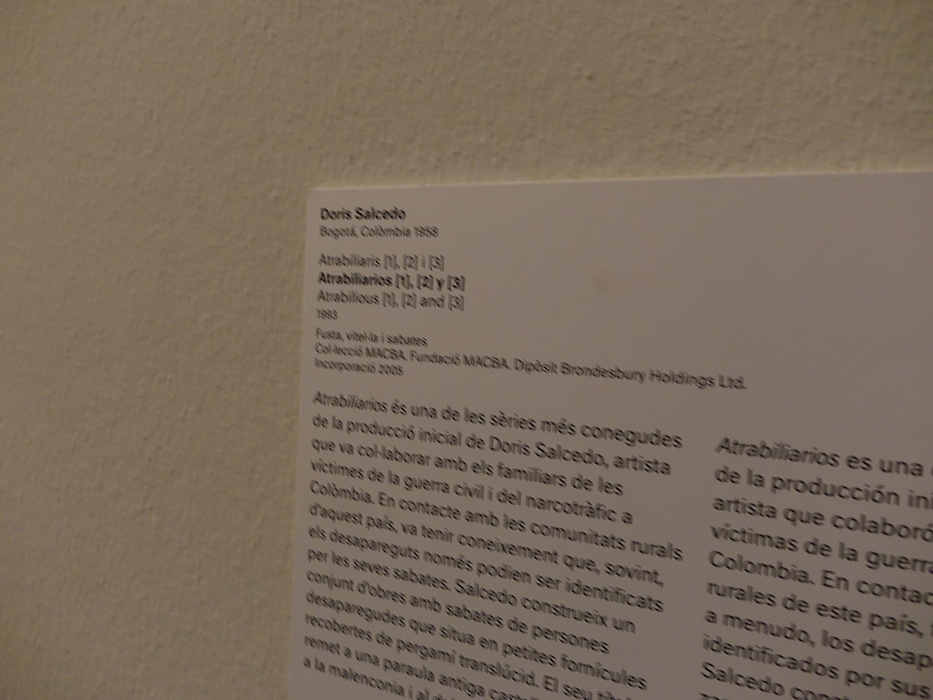 Doris Salcedo
Bogotá, Colòmbia 1958
Atrabiliaris [1], [2] i [3]
Atrabiliarios [1], [2] y [3]
Atrabilious [1], [2] and [3]
1993
Fusta, vitel·la i sabates
Col·lecció MACBA. Fundació MACBA. Dipòsit Brondesbury Holdings Ltd.
Incorporació 2005
Atrabiliarios és una de les sèries més conegudes
de la producció inicial de Doris Salcedo, artista
que va col·laborar amb els familiars de les
víctimes de la guerra civil i del narcotràfic a
Colòmbia. En contacte amb les comunitats rurals
d'aquest país, va tenir coneixement que, sovint,
els desapareguts només podien ser identificats
per les seves sabates. Salcedo construeix un
conjunt d'obres amb sabates de persones
desaparegudes que situa en petites fornícules
recobertes de pergamí translúcid. El seu
remet a una paraula antiga
a la malenconia i al
Atrabiliarios es una
de la producción
artista que colaboró
víctimas de la
Colombia. En
rurales de este país,
a menudo, los
identificados por sus
Salcedo